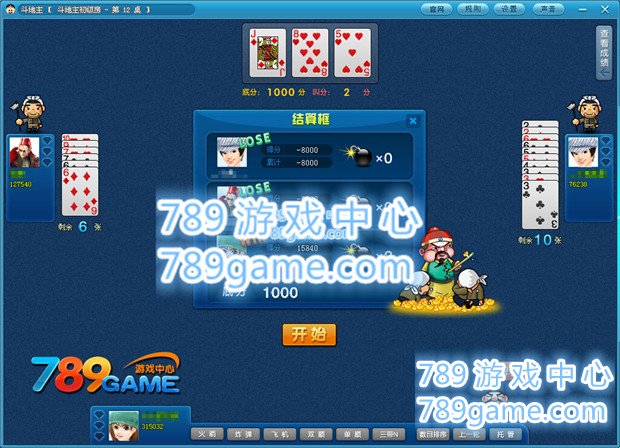 斗地主 [ 斗地主初级房 - 第 12 桌 ]
官网 规则 设置 声音
查看成绩
J 8 5
底分: 1000 分 叫分: 2 分
结算框
LOSE
得分 -8000
累计 -8000
×0
LOSE
15840
底分 1000
127540
剩余 6 张
76238
剩余 10 张
789 游戏中心
789game.com
开始
789GAME 游戏中心
789 游戏中心
789game.com
315032
火箭 炸弹 飞机 双顺 单顺 三带N 数目排序 上一轮 托管